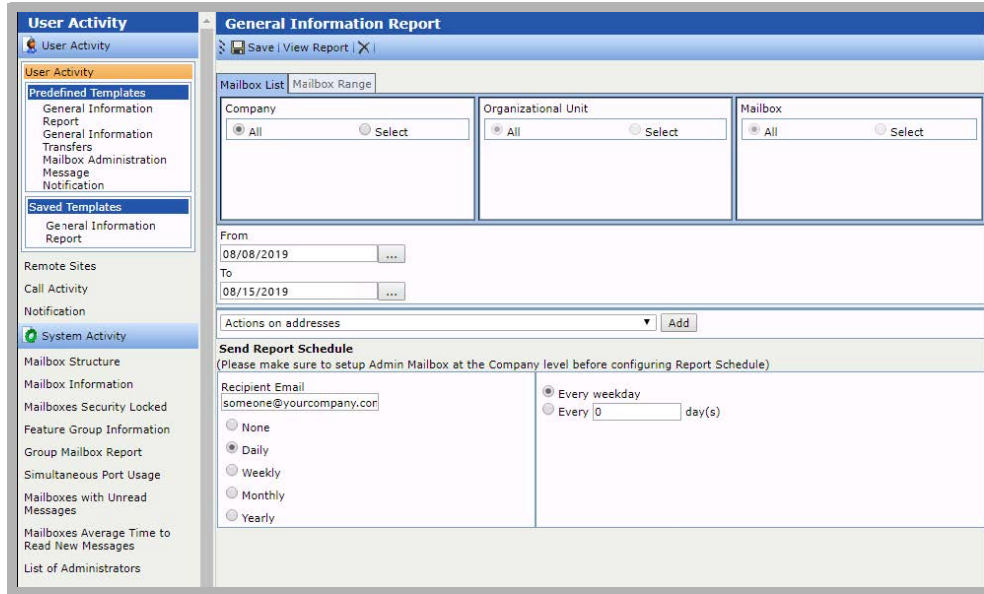 User Activity
User Activity
User Activity
Predefined Templates
General Information
Report
General Information
Transfers
Mailbox Administration
Message
Notification
Saved Templates
General Information
Report
Remote Sites
Call Activity
Notification
System Activity
Mailbox Structure
Mailbox Information
Mailboxes Security Locked
Feature Group Information
Group Mailbox Report
Simultaneous Port Usage
Mailboxes with Unread
Messages
Mailboxes Average Time to
Read New Messages
List of Administrators
General Information Report
Save | View Report | X |
Mailbox List Mailbox Range
Company
All Select
Organizational Unit
All Select
Mailbox
All Select
From
08/08/2019 ...
To
08/15/2019 ...
Actions on addresses Add
Send Report Schedule
(Please make sure to setup Admin Mailbox at the Company level before configuring Report Schedule)
Recipient Email
someone@yourcompany.cor
None
Daily
Weekly
Monthly
Yearly
Every weekday
Every 0 day(s)